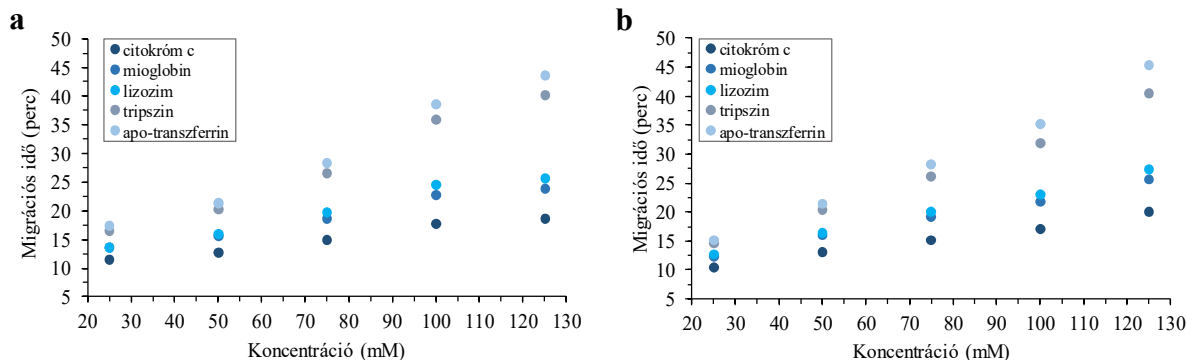 a
50
45
40
35
30
25
20
15
10
5
Migrációs idő (perc)
citokróm c
mioglobin
lizozim
tripszin
apo-transzferrin
20 30 40 50 60 70 80 90 100 110 120 130
Koncentráció (mM)
b
50
45
40
35
30
25
20
15
10
5
Migrációs idő (perc)
citokróm c
mioglobin
lizozim
tripszin
apo-transzferrin
20 30 40 50 60 70 80 90 100 110 120 130
Koncentráció (mM)